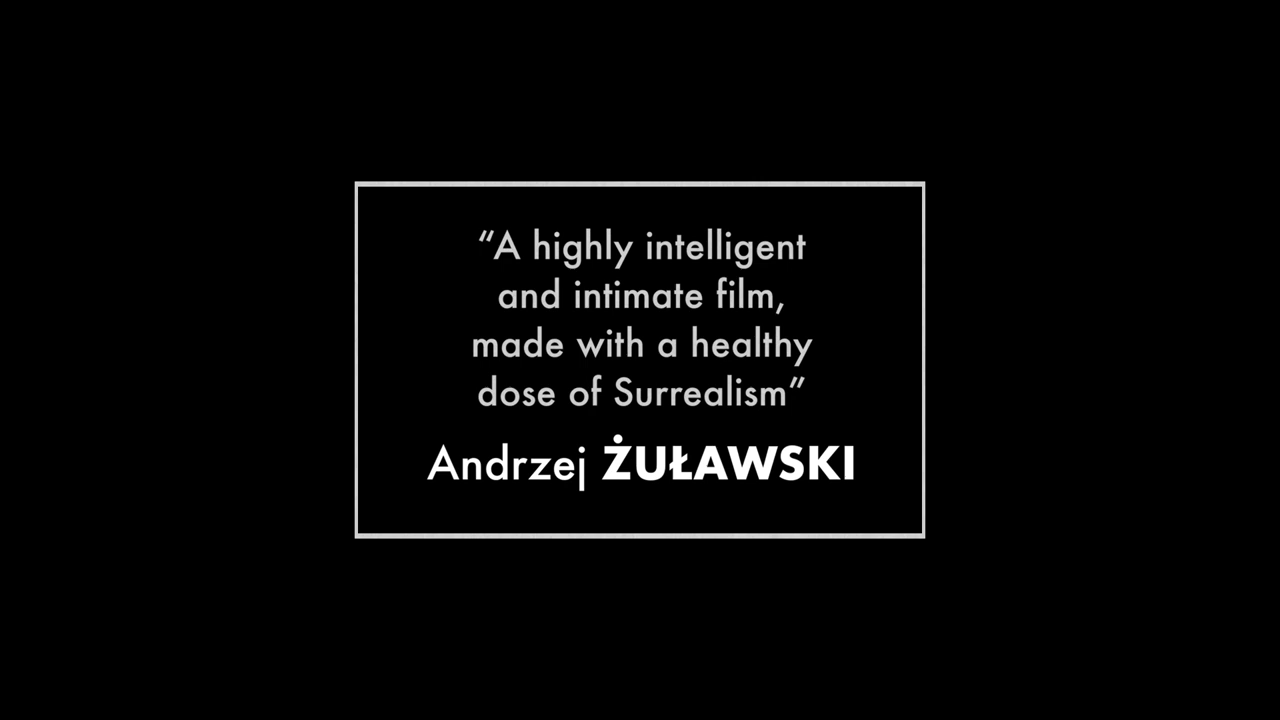 “A highly intelligent
and intimate film,
made with a healthy
dose of Surrealism”
Andrzej ŻUŁAWSKI